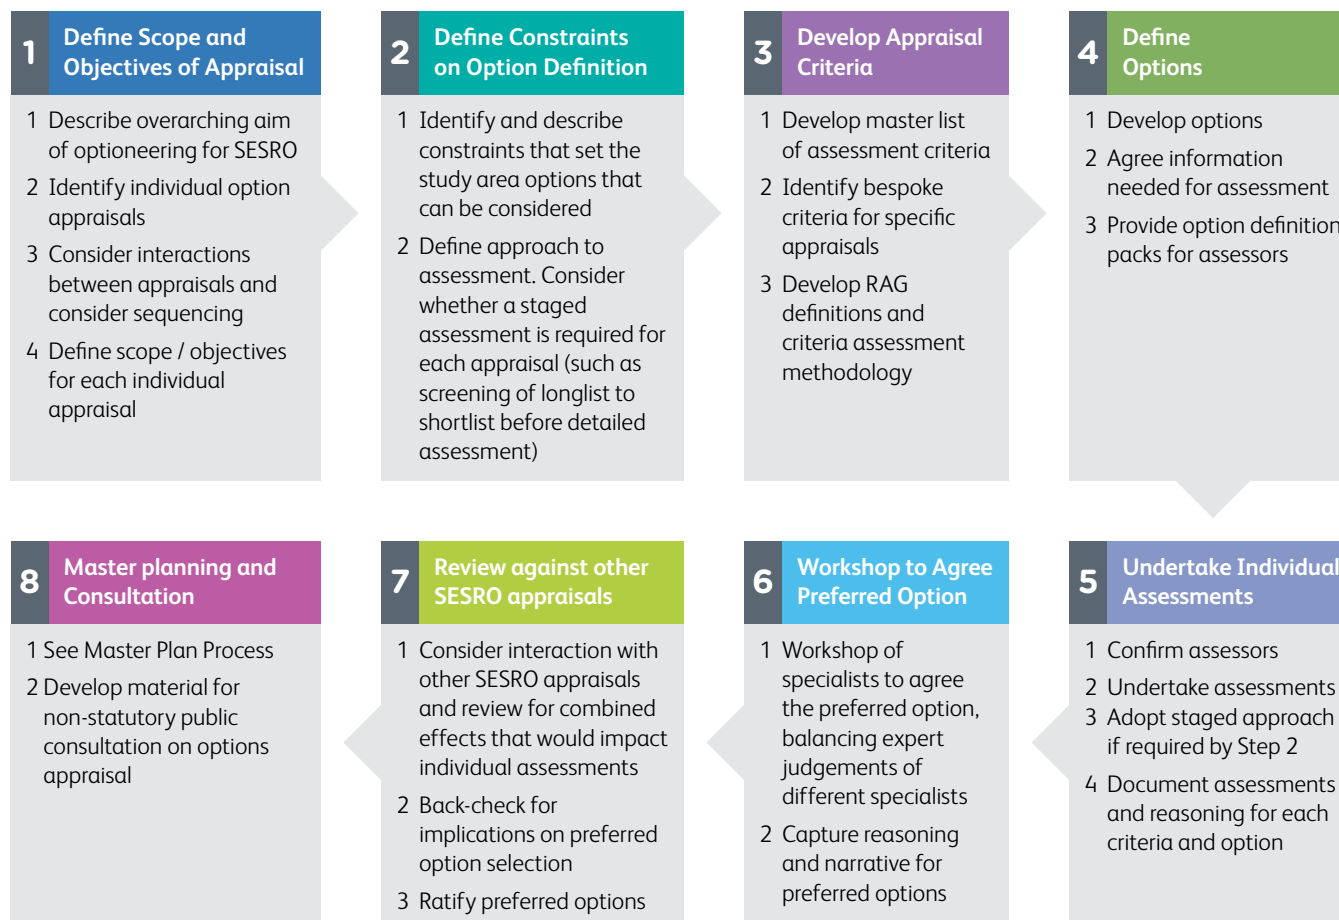 1
Define Scope and
Objectives of Appraisal
1 Describe overarching aim
of optioneering for SESRO
2 Identify individual option
appraisals
3 Consider interactions
between appraisals and
consider sequencing
4 Define scope / objectives
for each individual
appraisal
2
Define Constraints
on Option Definition
1 Identify and describe
constraints that set the
study area options that
can be considered
2 Define approach to
assessment. Consider
whether a staged
assessment is required for
each appraisal (such as
screening of longlist to
shortlist before detailed
assessment)
3
Develop Appraisal
Criteria
1 Develop master list
of assessment criteria
2 Identify bespoke
criteria for specific
appraisals
3 Develop RAG
definitions and
criteria assessment
methodology
4
Define
Options
1 Develop options
2 Agree information
needed for assessment
3 Provide option definition
packs for assessors
8
Master planning and
Consultation
1 See Master Plan Process
2 Develop material for
non-statutory public
consultation on options
appraisal
7
Review against other
SESRO appraisals
1 Consider interaction with
other SESRO appraisals
and review for combined
effects that would impact
individual assessments
2 Back-check for
implications on preferred
option selection
3 Ratify preferred options
6
Workshop to Agree
Preferred Option
1 Workshop of
specialists to agree
the preferred option,
balancing expert
judgements of
different specialists
2 Capture reasoning
and narrative for
preferred options
5
Undertake Individual
Assessments
1 Confirm assessors
2 Undertake assessments
3 Adopt staged approach
if required by Step 2
4 Document assessments
and reasoning for each
criteria and option